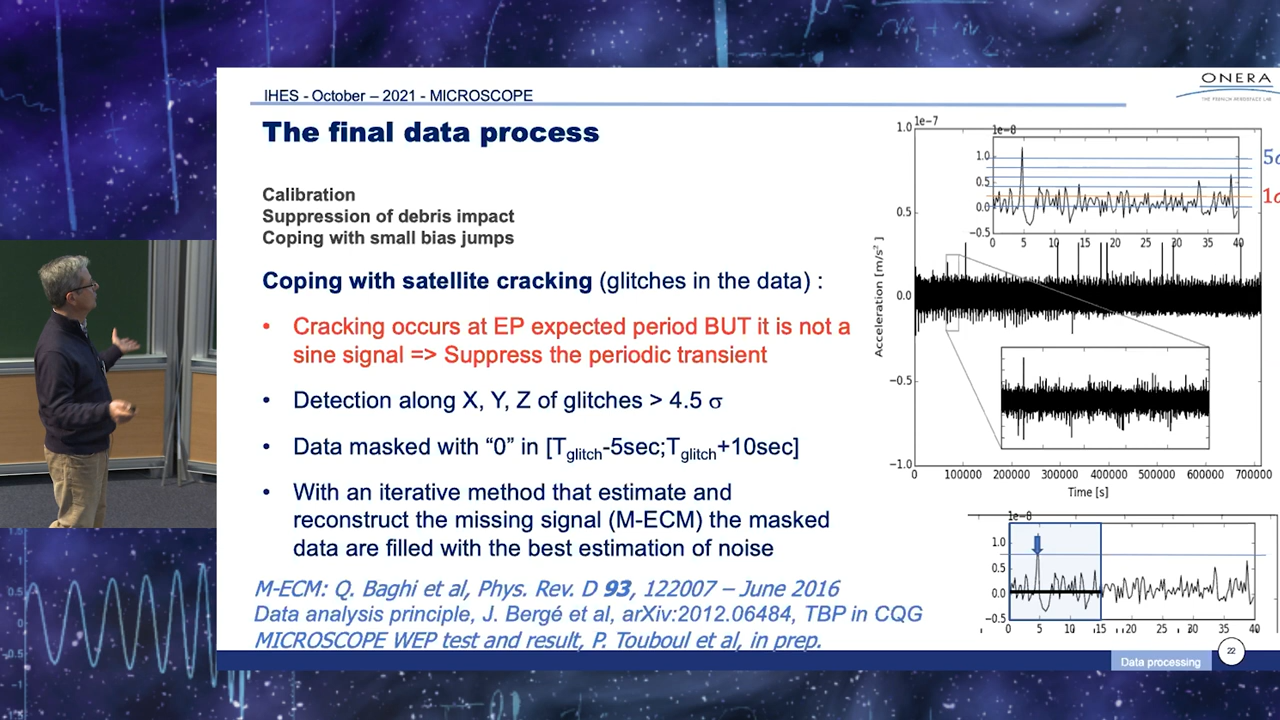 IHES - October – 2021 - MICROSCOPE
ONERA
THE FRENCH AEROSPACE LAB
The final data process
Calibration
Suppression of debris impact
Coping with small bias jumps
Coping with satellite cracking (glitches in the data) :
• Cracking occurs at EP expected period BUT it is not a
sine signal => Suppress the periodic transient
• Detection along X, Y, Z of glitches > 4.5 σ
• Data masked with “0” in [Tglitch-5sec;Tglitch+10sec]
• With an iterative method that estimate and
reconstruct the missing signal (M-ECM) the masked
data are filled with the best estimation of noise
M-ECM: Q. Baghi et al, Phys. Rev. D 93, 122007 – June 2016
Data analysis principle, J. Bergé et al, arXiv:2012.06484, TBP in CQG
MICROSCOPE WEP test and result, P. Touboul et al, in prep.
1e-7
1.0
0.5
0.0
−0.5
−1.0
Acceleration [m/s²]
1e-8
1.0
0.5
0.0
−0.5
0 5 10 15 20 25 30 35 40
5σ
1σ
0 100000 200000 300000 400000 500000 600000 700000
Time [s]
1e-8
1.0
0.5
0.0
−0.5
0 5 10 15 20 25 30 35 40
Data processing
22